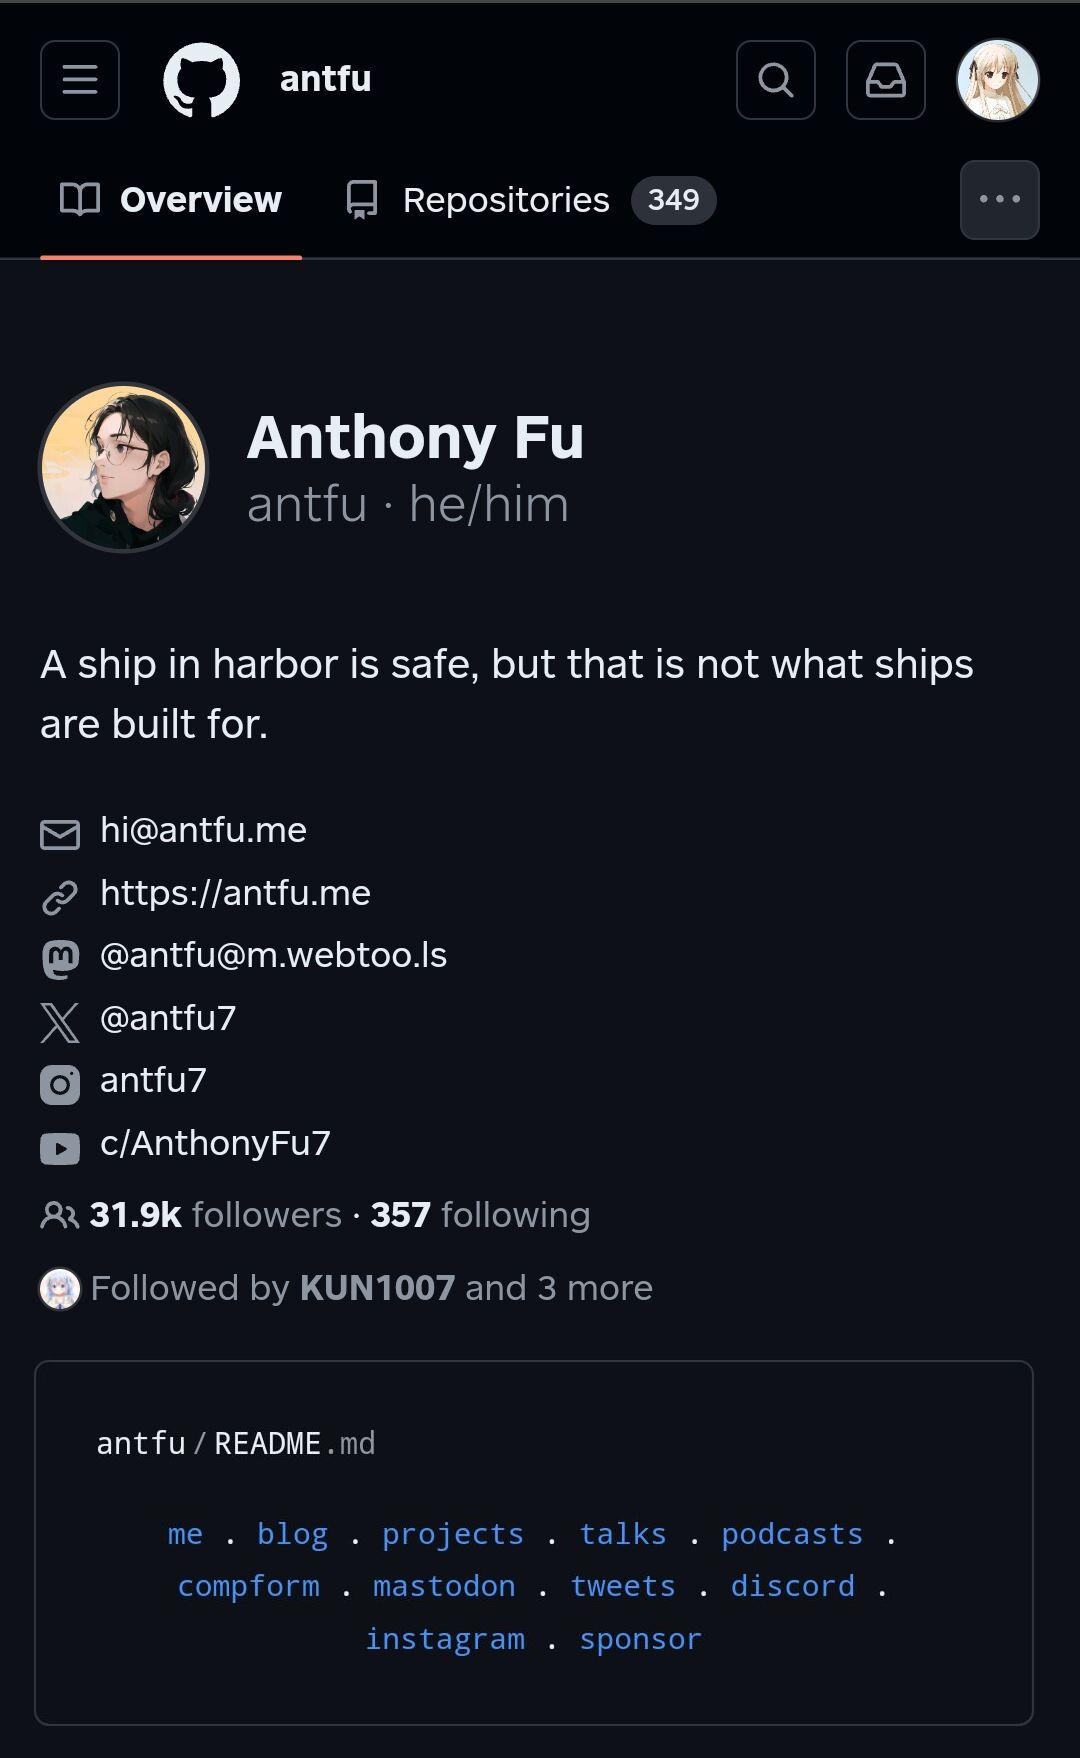 antfu
Overview Repositories 349
Anthony Fu
antfu · he/him
A ship in harbor is safe, but that is not what ships
are built for.
hi@antfu.me
https://antfu.me
@antfu@m.webtoo.ls
@antfu7
antfu7
c/AnthonyFu7
31.9k followers · 357 following
Followed by KUN1007 and 3 more
antfu/README.md
me . blog . projects . talks . podcasts .
compform . mastodon . tweets . discord .
instagram . sponsor